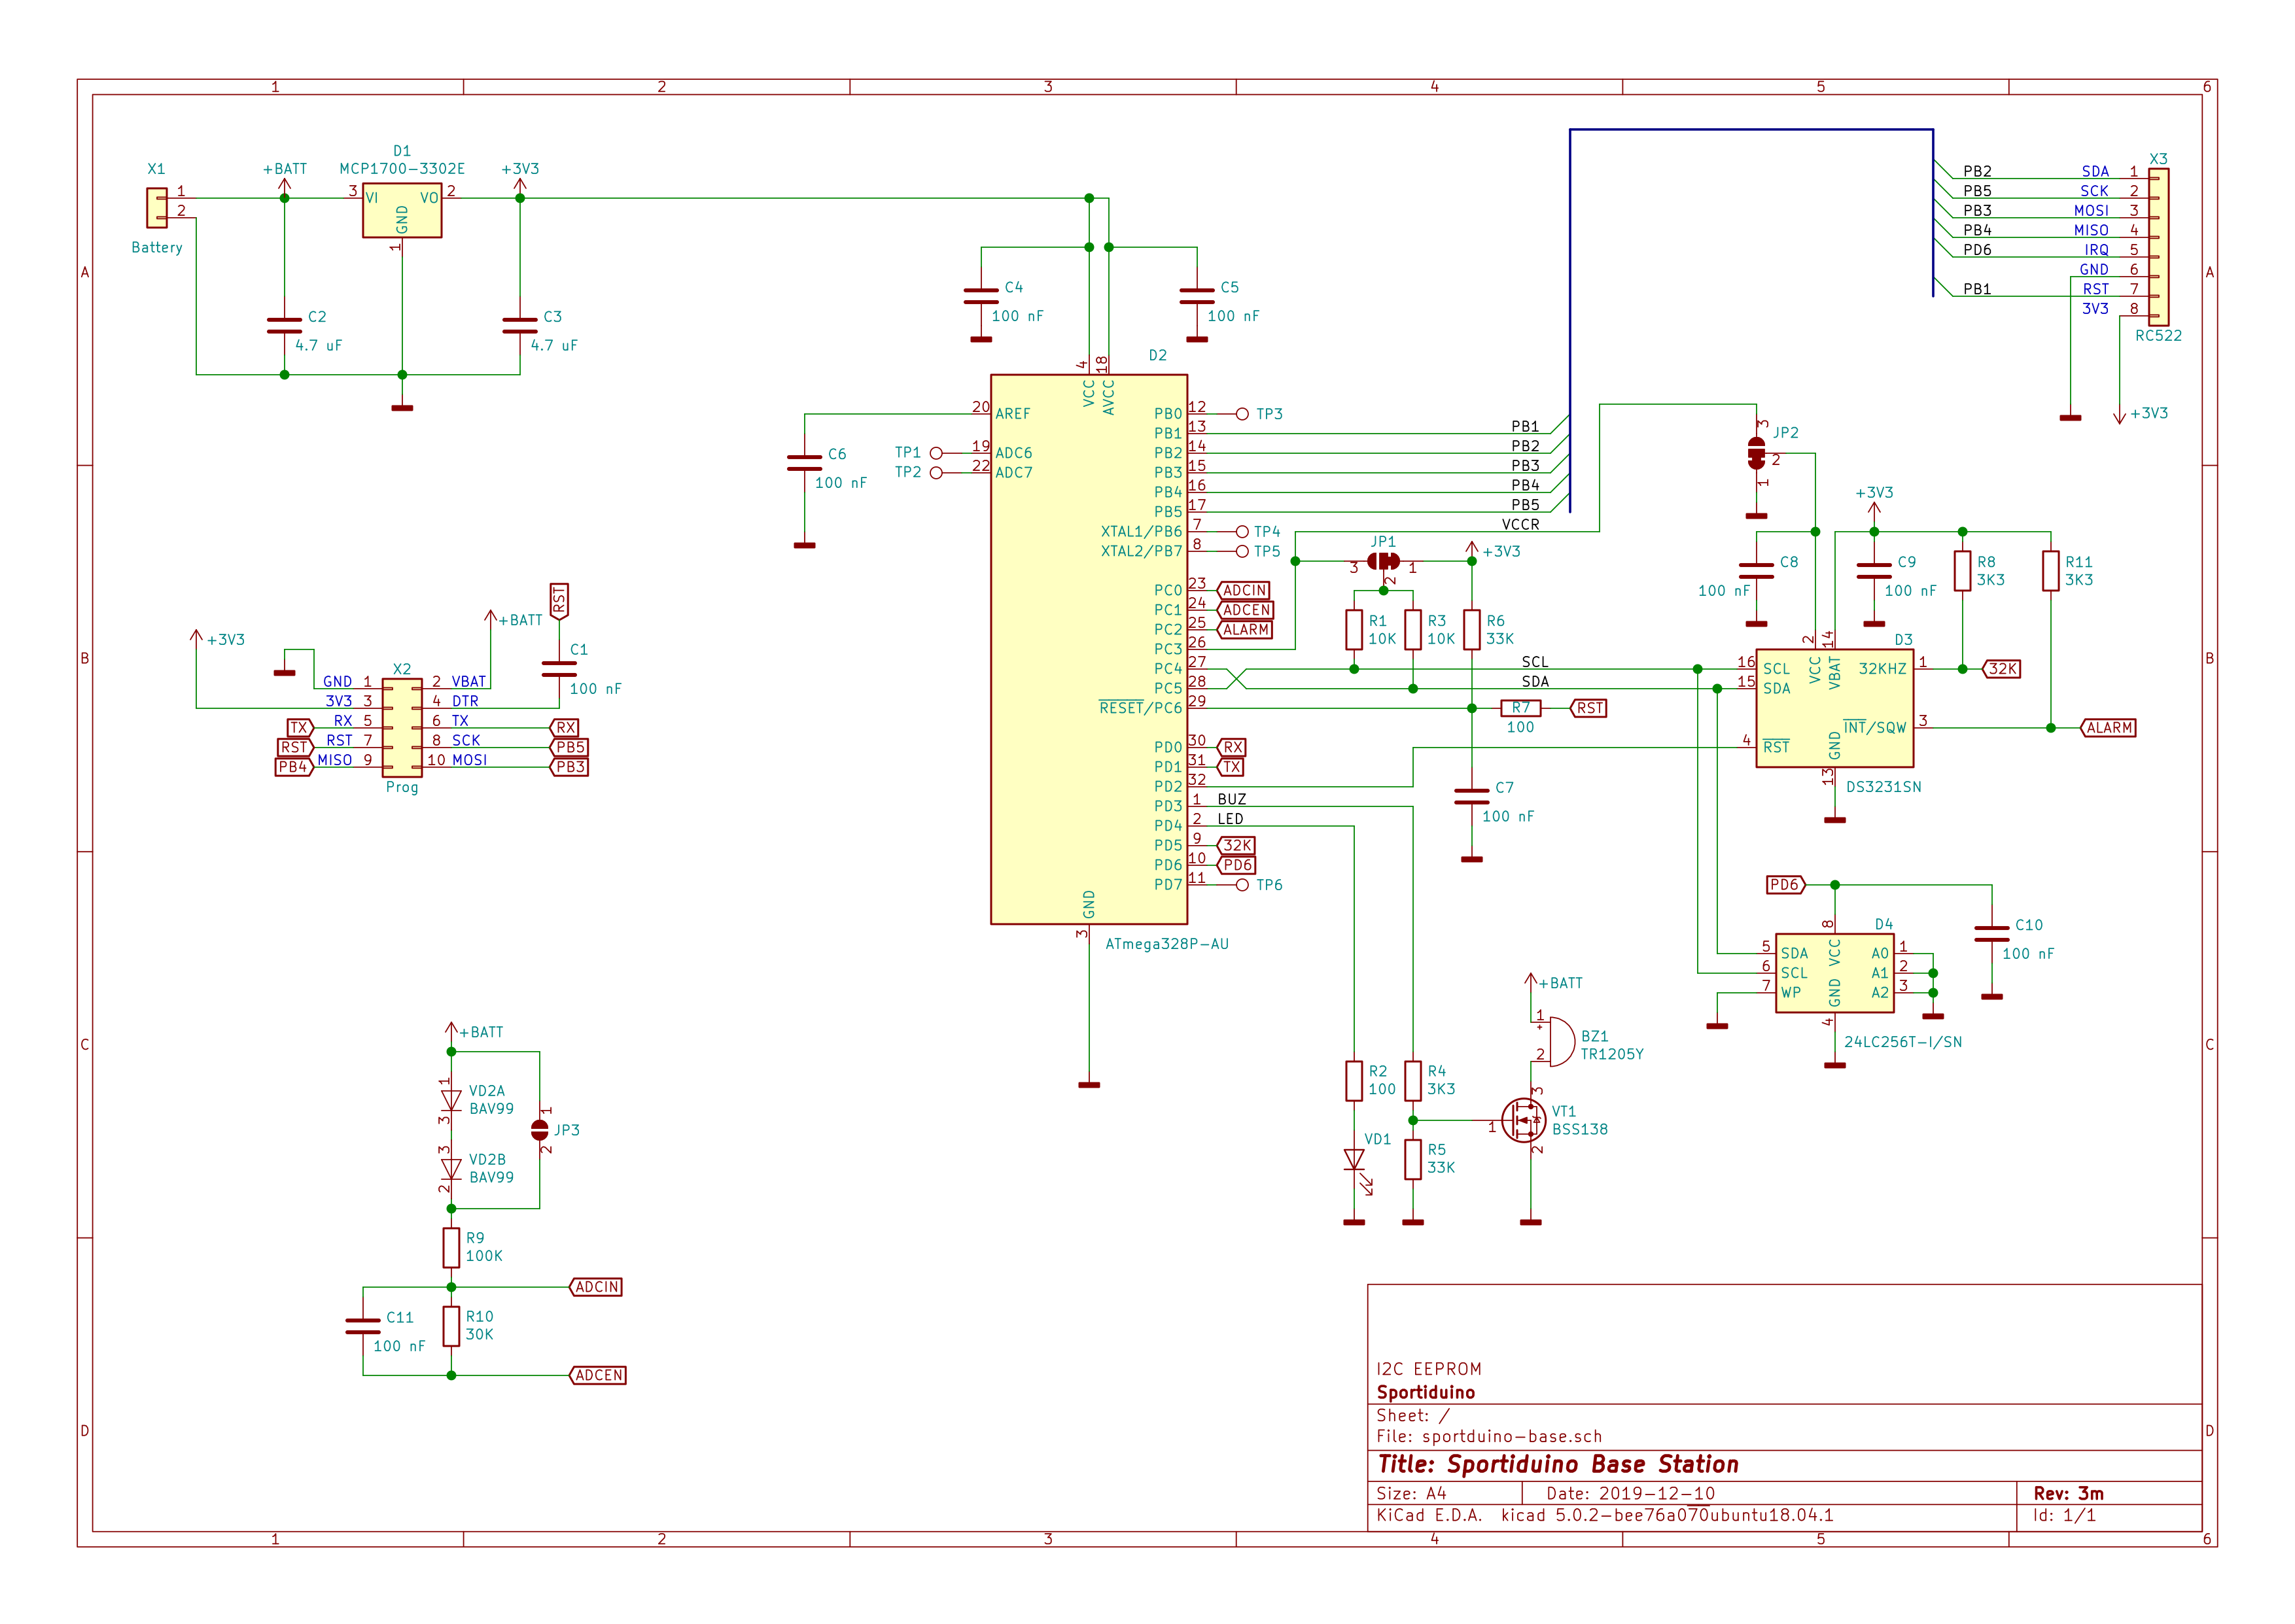 1 2 3 4 5 6
A B C D
A B C D
1 2 3 4 5 6
X1
1
2
Battery
+BATT
D1
MCP1700-3302E
3 VI VO 2
GND
1
+3V3
C2
4.7 uF
C3
4.7 uF
C4
100 nF
C5
100 nF
D2
4 18
VCC AVCC
20 AREF
19 ADC6
22 ADC7
TP1
TP2
C6
100 nF
PB0 12 TP3
PB1 13 PB1
PB2 14 PB2
PB3 15 PB3
PB4 16 PB4
PB5 17 PB5
XTAL1/PB6 7 TP4
XTAL2/PB7 8 TP5
PC0 23 ADCIN
PC1 24 ADCEN
PC2 25 ALARM
PC3 26
PC4 27 SCL
PC5 28 SDA
RESET/PC6 29
PD0 30 RX
PD1 31 TX
PD2 32
PD3 1 BUZ
PD4 2 LED
PD5 9 32K
PD6 10 PD6
PD7 11 TP6
GND
3
ATmega328P-AU
VCCR
JP1
3 2 1
+3V3
R1
10K
R3
10K
R6
33K
R7
100
RST
C7
100 nF
X3
PB2 SDA 1
PB5 SCK 2
PB3 MOSI 3
PB4 MISO 4
PD6 IRQ 5
GND 6
PB1 RST 7
3V3 8
RC522
+3V3
JP2
3
2
1
+3V3
C8
100 nF
C9
100 nF
R8
3K3
R11
3K3
D3
2 14
VCC VBAT
16 SCL
15 SDA
4 RST
32KHZ 1
32K
INT/SQW 3
ALARM
GND
13
DS3231SN
PD6
8
D4
VCC
5 SDA
6 SCL
7 WP
A0 1
A1 2
A2 3
GND
4
24LC256T-I/SN
C10
100 nF
+3V3
+BATT
RST
C1
100 nF
X2
GND 1 2 VBAT
3V3 3 4 DTR
TX RX 5 6 TX RX
RST RST 7 8 SCK PB5
PB4 MISO 9 10 MOSI PB3
Prog
+BATT
1
VD2A
BAV99
3
3
VD2B
BAV99
2
1
JP3
2
R9
100K
ADCIN
C11
100 nF
R10
30K
ADCEN
+BATT
1
+
2
BZ1
TR1205Y
3
1
2
VT1
BSS138
R2
100
R4
3K3
R5
33K
VD1
I2C EEPROM
Sportiduino
Sheet: /
File: sportduino-base.sch
Title: Sportiduino Base Station
Size: A4 Date: 2019-12-10 Rev: 3m
KiCad E.D.A. kicad 5.0.2-bee76a070ubuntu18.04.1 Id: 1/1